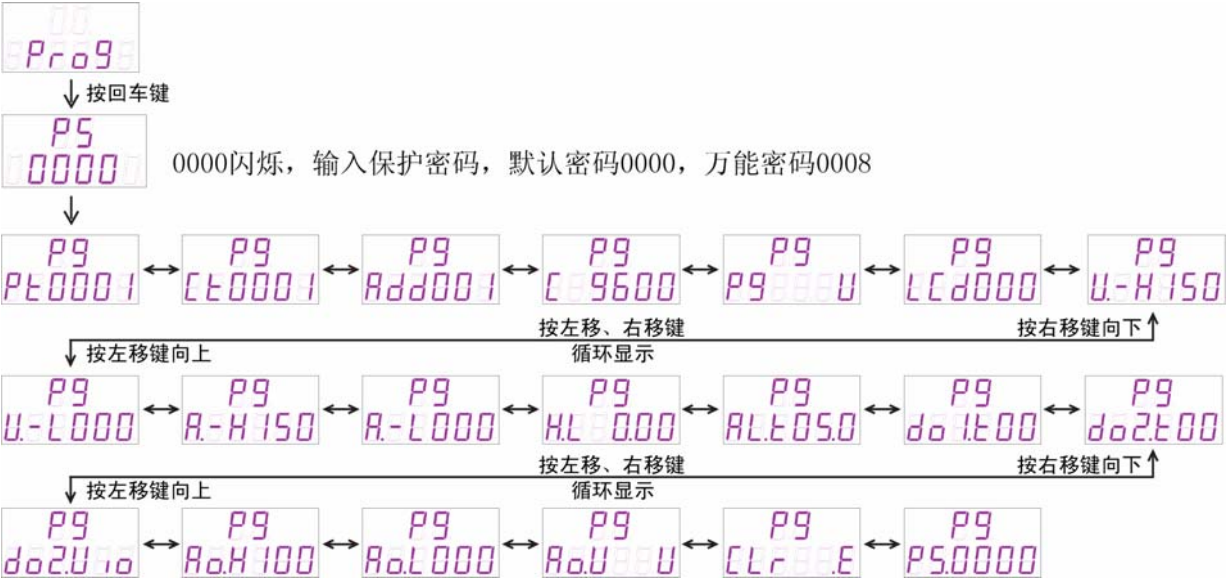 Prog
按回车键
PS
0000
0000闪烁，输入保护密码，默认密码0000，万能密码0008
Pg Pg Pg Pg Pg Pg Pg
Pt0001 Ct0001 Add001 C 9600 Pg U LCd000 U.-H150
按左移、右移键 按右移键向下
按左移键向上 循环显示
Pg Pg Pg Pg Pg Pg Pg
U.-L000 A.-H150 A.-L000 H.L 0.00 AL.t05.0 do1.t00 do2.t00
按左移、右移键 按右移键向下
按左移键向上 循环显示
Pg Pg Pg Pg Pg Pg
do2.U io Ao.H100 Ao.L000 Ao.U U CLr .E PS.0000